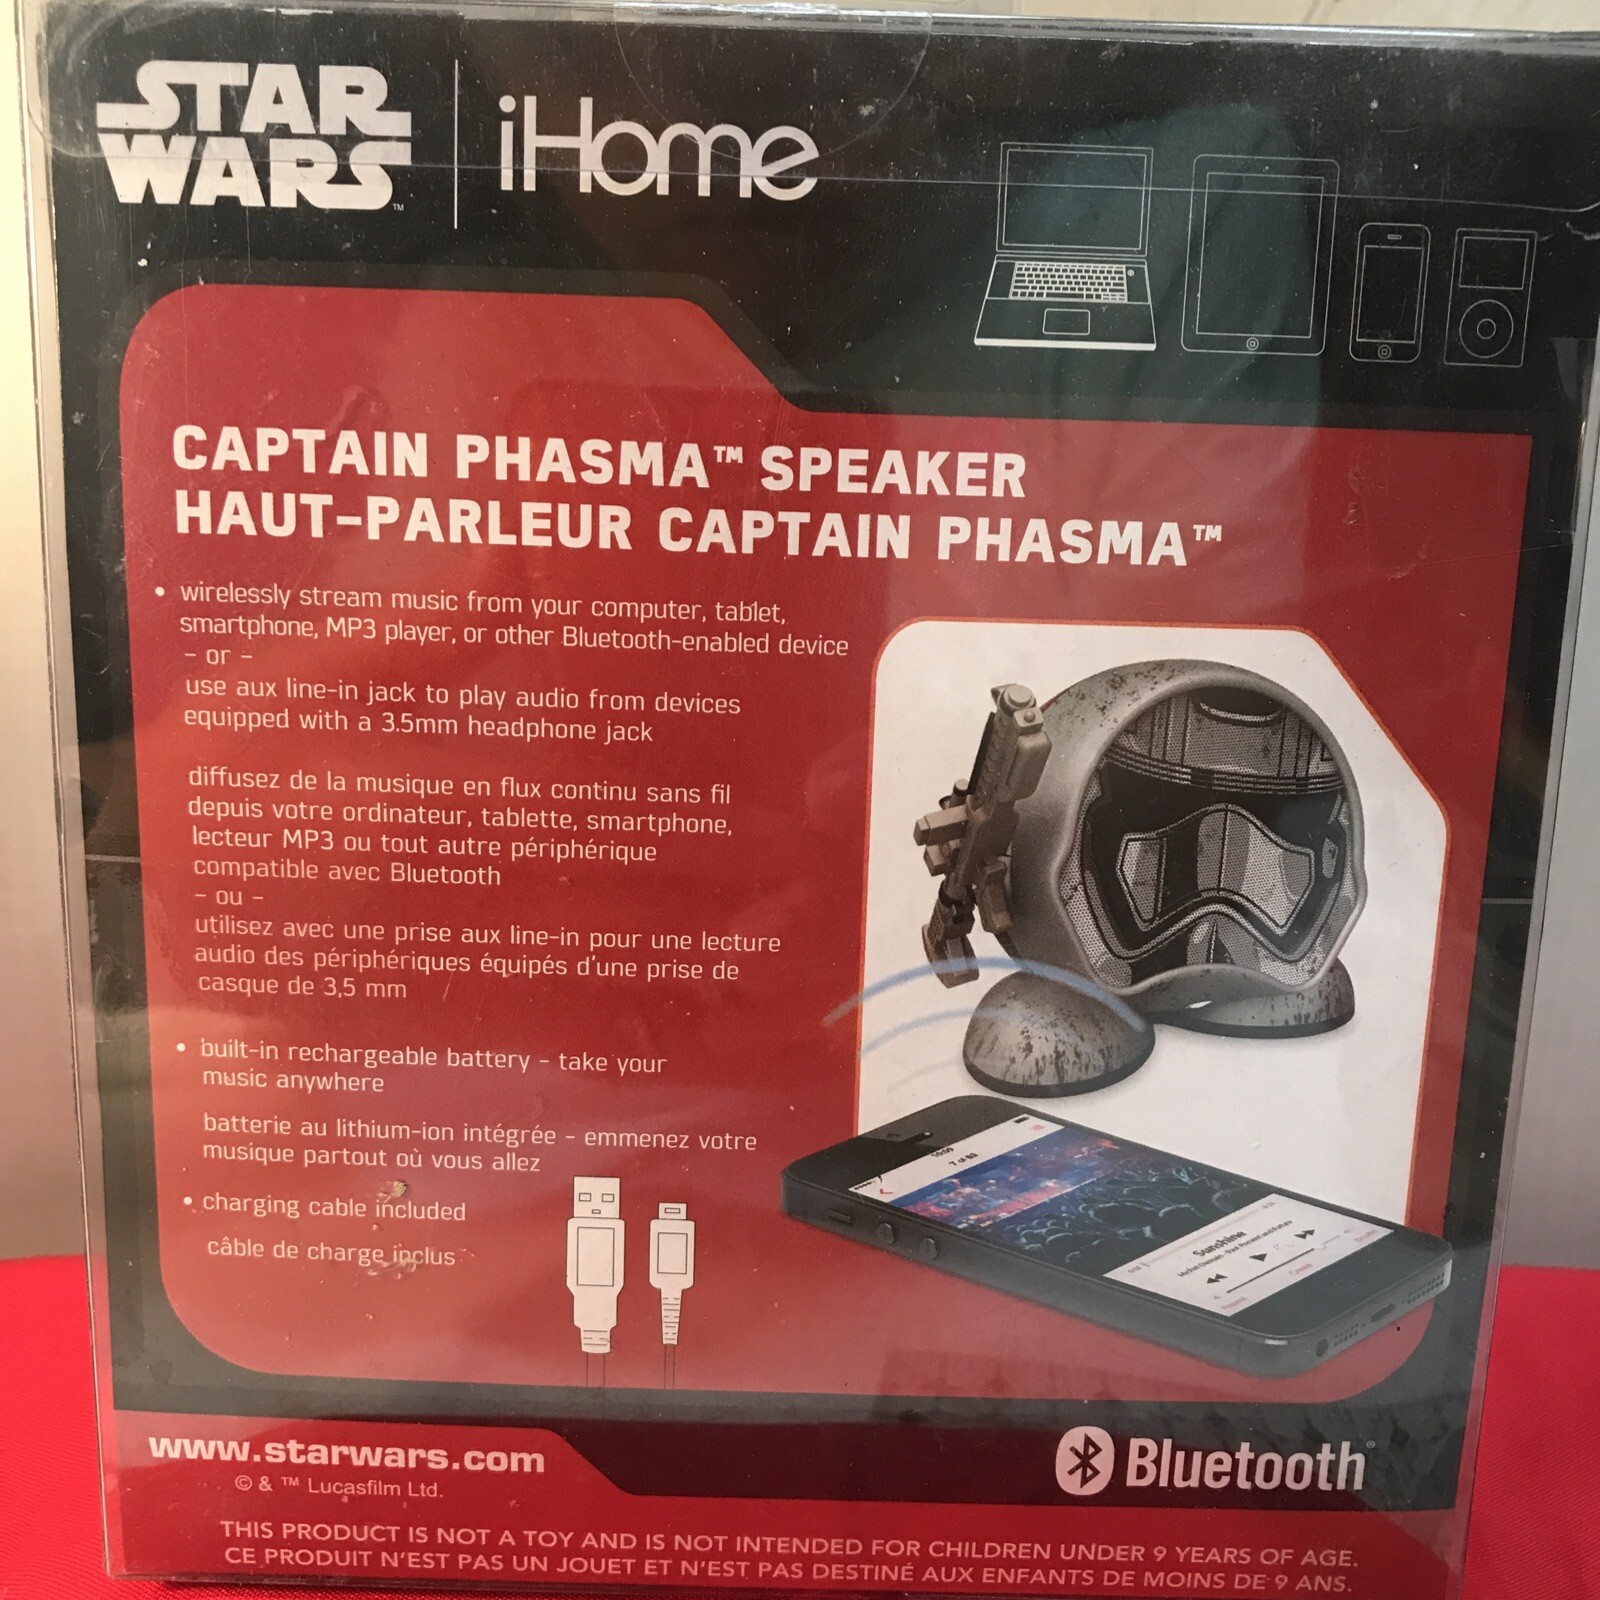 STAR
WARS™
iHome
CAPTAIN PHASMA™ SPEAKER
HAUT-PARLEUR CAPTAIN PHASMA™
• wirelessly stream music from your computer, tablet,
smartphone, MP3 player, or other Bluetooth-enabled device
– or –
use aux line-in jack to play audio from devices
equipped with a 3.5mm headphone jack
diffusez de la musique en flux continu sans fil
depuis votre ordinateur, tablette, smartphone,
lecteur MP3 ou tout autre périphérique
compatible avec Bluetooth
– ou –
utilisez avec une prise aux line-in pour une lecture
audio des périphériques équipés d'une prise de
casque de 3,5 mm
• built-in rechargeable battery – take your
music anywhere
batterie au lithium-ion intégrée – emmenez votre
musique partout où vous allez
• charging cable included
câble de charge inclus
7 of 83
Sunshine
www.starwars.com
© & ™ Lucasfilm Ltd.
Bluetooth®
THIS PRODUCT IS NOT A TOY AND IS NOT INTENDED FOR CHILDREN UNDER 9 YEARS OF AGE.
CE PRODUIT N'EST PAS UN JOUET ET N'EST PAS DESTINÉ AUX ENFANTS DE MOINS DE 9 ANS.